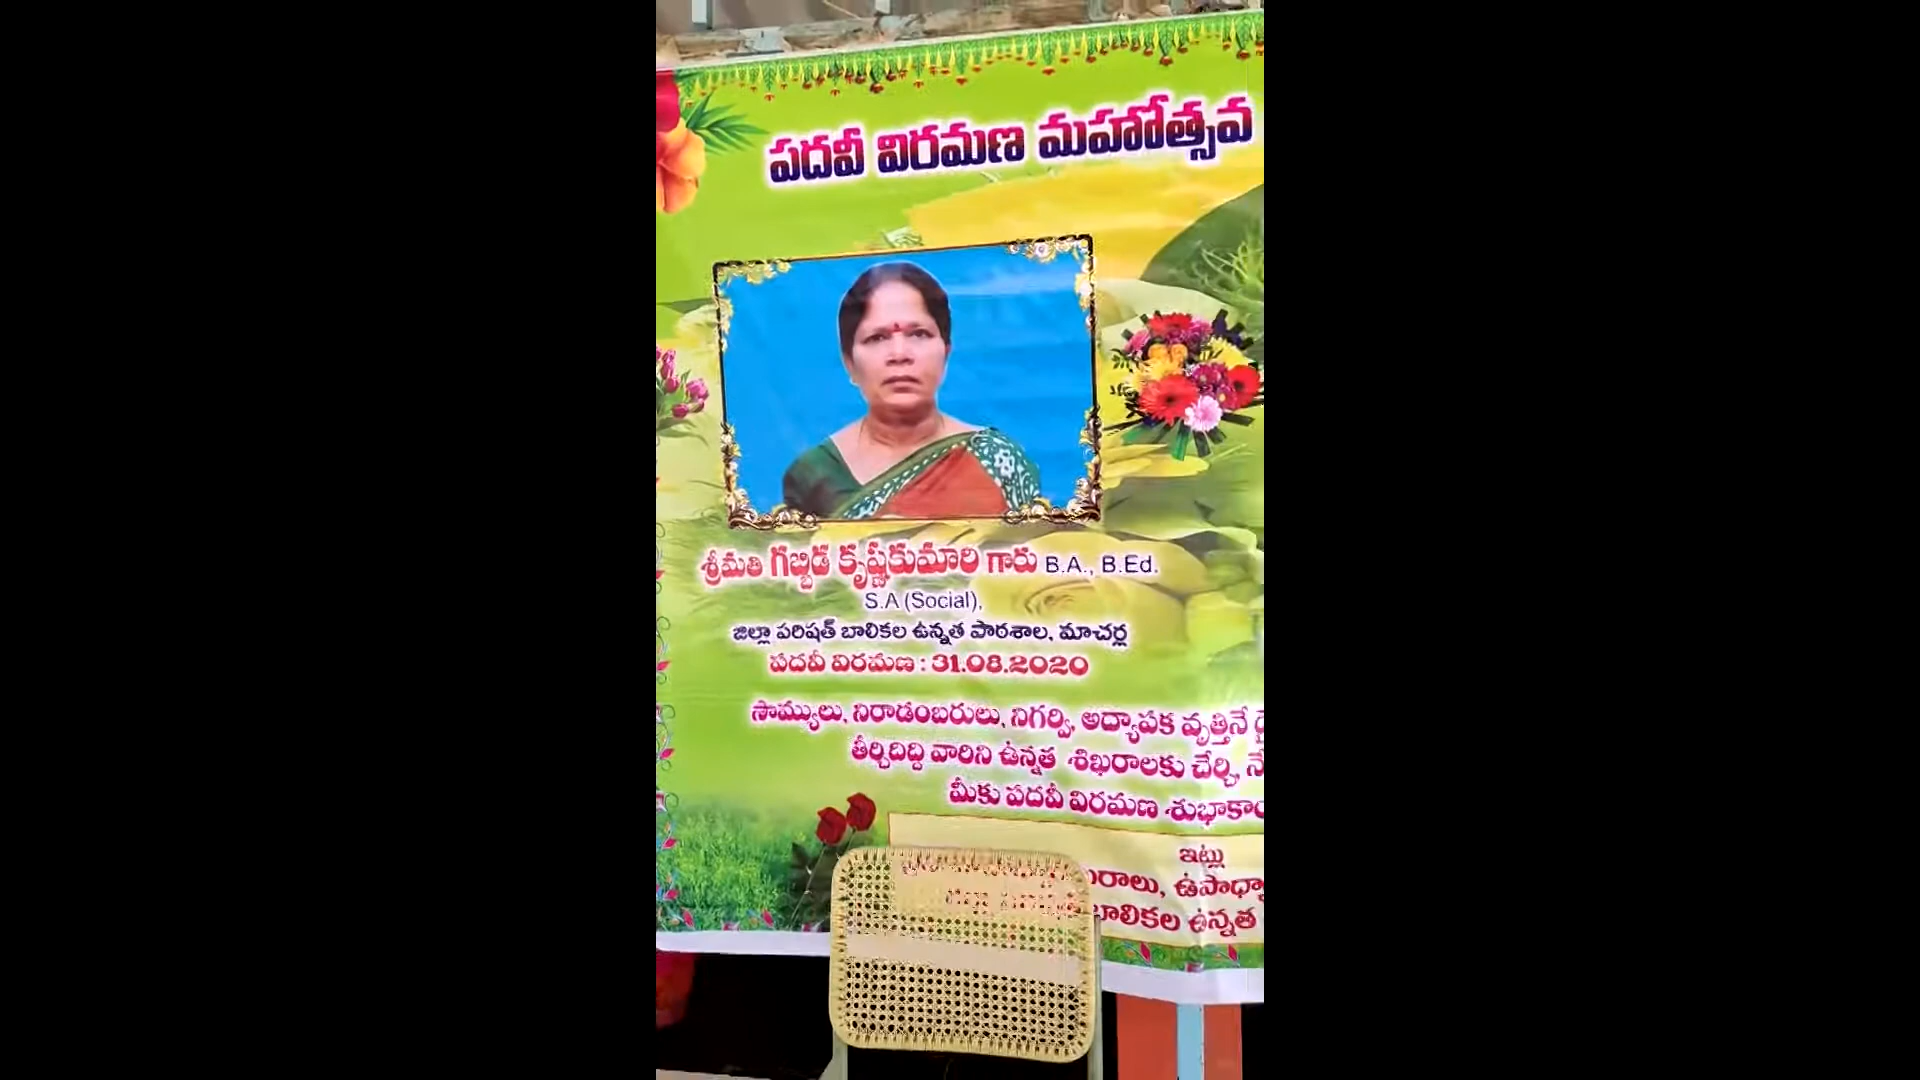 పదవీ విరమణ మహోత్సవ
శ్రీమతి గబ్బిడ కృష్ణకుమారి గారు B.A., B.Ed.
S.A (Social),
జిల్లా పరిషత్ బాలికల ఉన్నత పాఠశాల, మాచర్ల
పదవీ విరమణ : 31.08.2020
సౌమ్యులు, నిరాడంబరులు, నిగర్వి, అధ్యాపక వృత్తినే
తీర్చిదిద్ది వారిని ఉన్నత శిఖరాలకు చేర్చి,
మీకు పదవీ విరమణ
ఇట్లు
బాలికల ఉన్నత